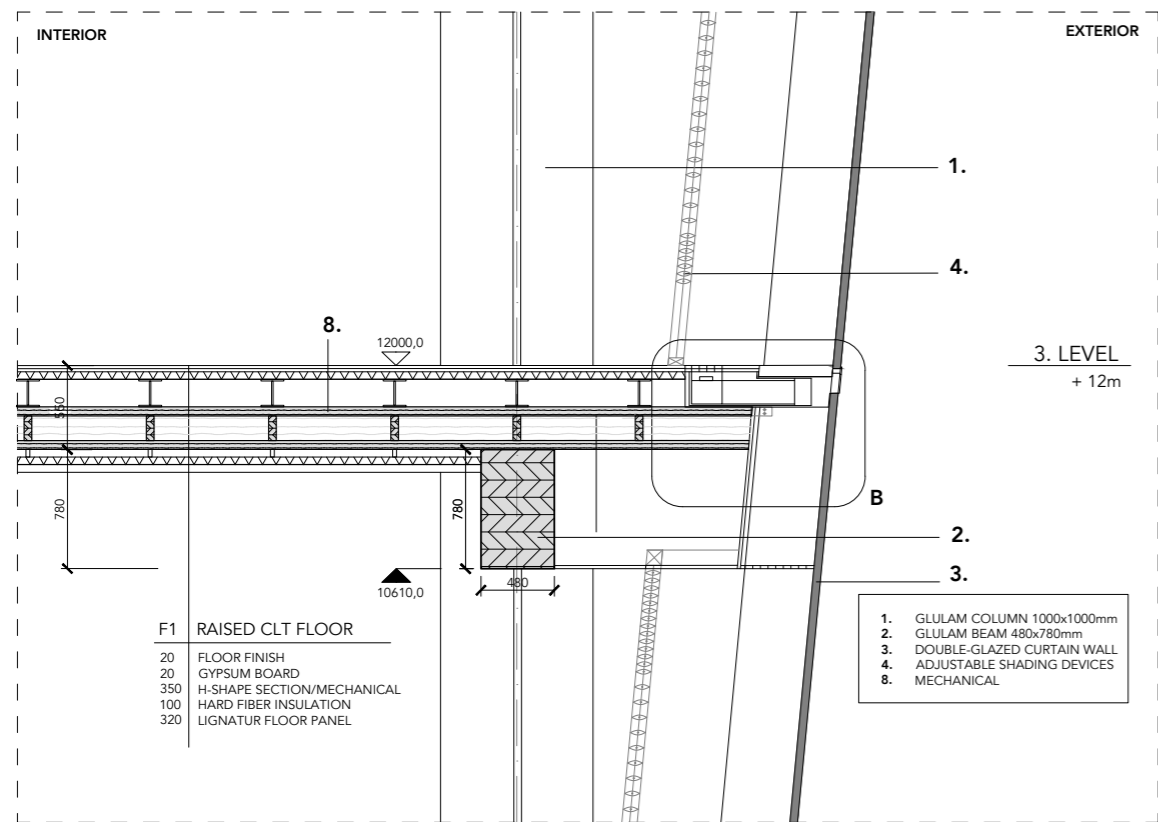 INTERIOR
EXTERIOR
1.
4.
8.
12000,0
3. LEVEL
+ 12m
550
780
780
B
2.
480
3.
10610,0
F1 RAISED CLT FLOOR
20 FLOOR FINISH
20 GYPSUM BOARD
350 H-SHAPE SECTION/MECHANICAL
100 HARD FIBER INSULATION
320 LIGNATUR FLOOR PANEL
1. GLULAM COLUMN 1000x1000mm
2. GLULAM BEAM 480x780mm
3. DOUBLE-GLAZED CURTAIN WALL
4. ADJUSTABLE SHADING DEVICES
8. MECHANICAL